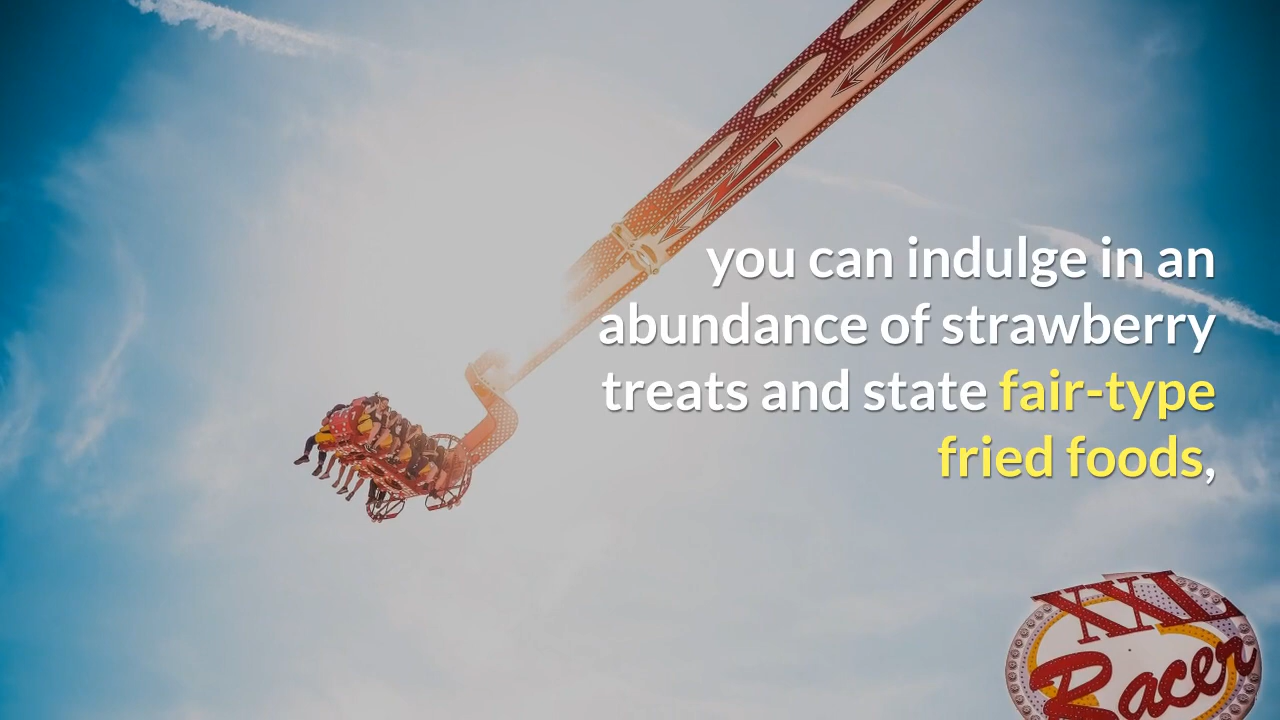 you can indulge in an
abundance of strawberry
treats and state fair-type
fried foods,
XXL
Racer